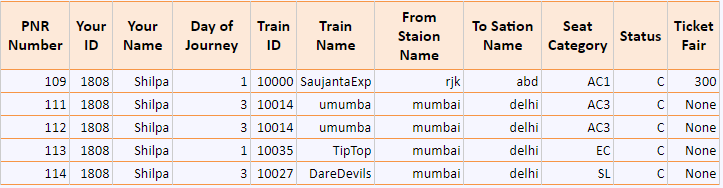 PNR Number Your ID Your Name Day of Journey Train ID Train Name From Staion Name To Sation Name Seat Category Status Ticket Fair
109 1808 Shilpa 1 10000 SaujantaExp rjk abd AC1 C 300
111 1808 Shilpa 3 10014 umumba mumbai delhi AC3 C None
112 1808 Shilpa 3 10014 umumba mumbai delhi AC3 C None
113 1808 Shilpa 1 10035 TipTop mumbai delhi EC C None
114 1808 Shilpa 3 10027 DareDevils mumbai delhi SL C None